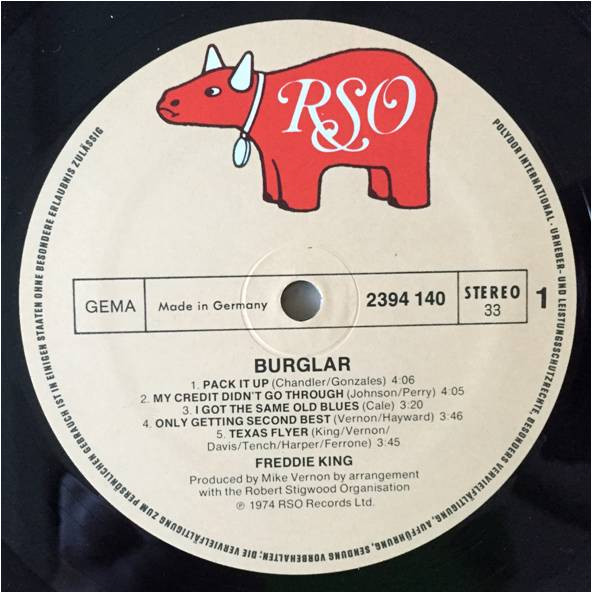 RSO
POLYDOR INTERNATIONAL · URHEBER- UND LEISTUNGSSCHUTZRECHTE, BESONDERS VERVIELFÄLTIGUNG, AUFFÜHRUNG, SENDUNG VORBEHALTEN; DIE VERVIELFÄLTIGUNG ZUM PERSÖNLICHEN GEBRAUCH IST IN EINIGEN STAATEN OHNE BESONDERE ERLAUBNIS ZULÄSSIG
GEMA Made in Germany 2394 140 STEREO 33 1
BURGLAR
1. PACK IT UP (Chandler/Gonzales) 4:06
2. MY CREDIT DIDN'T GO THROUGH (Johnson/Perry) 4:05
3. I GOT THE SAME OLD BLUES (Cale) 3:20
4. ONLY GETTING SECOND BEST (Vernon/Hayward) 3:46
5. TEXAS FLYER (King/Vernon/
Davis/Tench/Harper/Ferrone) 3:45
FREDDIE KING
Produced by Mike Vernon by arrangement
with the Robert Stigwood Organisation
℗ 1974 RSO Records Ltd.